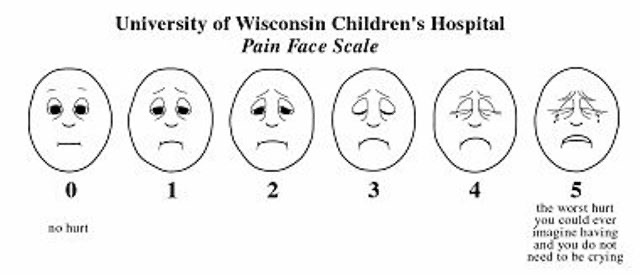 University of Wisconsin Children's Hospital
Pain Face Scale
0 1 2 3 4 5
no hurt
the worst hurt
you could ever
imagine having
and you do not
need to be crying